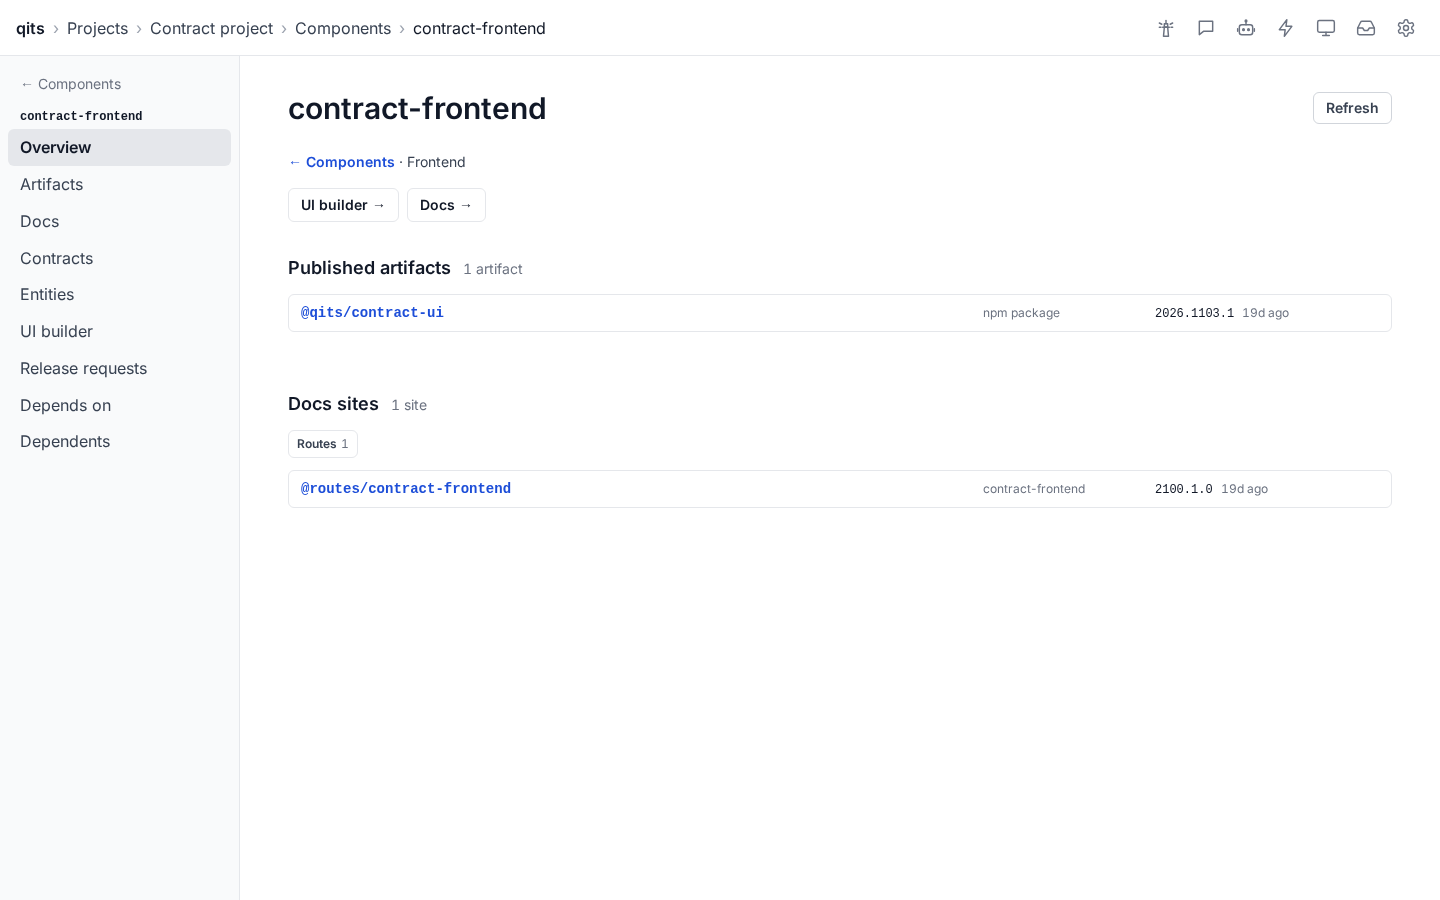 qits › Projects › Contract project › Components › contract-frontend
← Components
contract-frontend
Overview
Artifacts
Docs
Contracts
Entities
UI builder
Release requests
Depends on
Dependents
contract-frontend
Refresh
← Components · Frontend
UI builder → Docs →
Published artifacts 1 artifact
@qits/contract-ui npm package 2026.1103.1 19d ago
Docs sites 1 site
Routes 1
@routes/contract-frontend contract-frontend 2100.1.0 19d ago